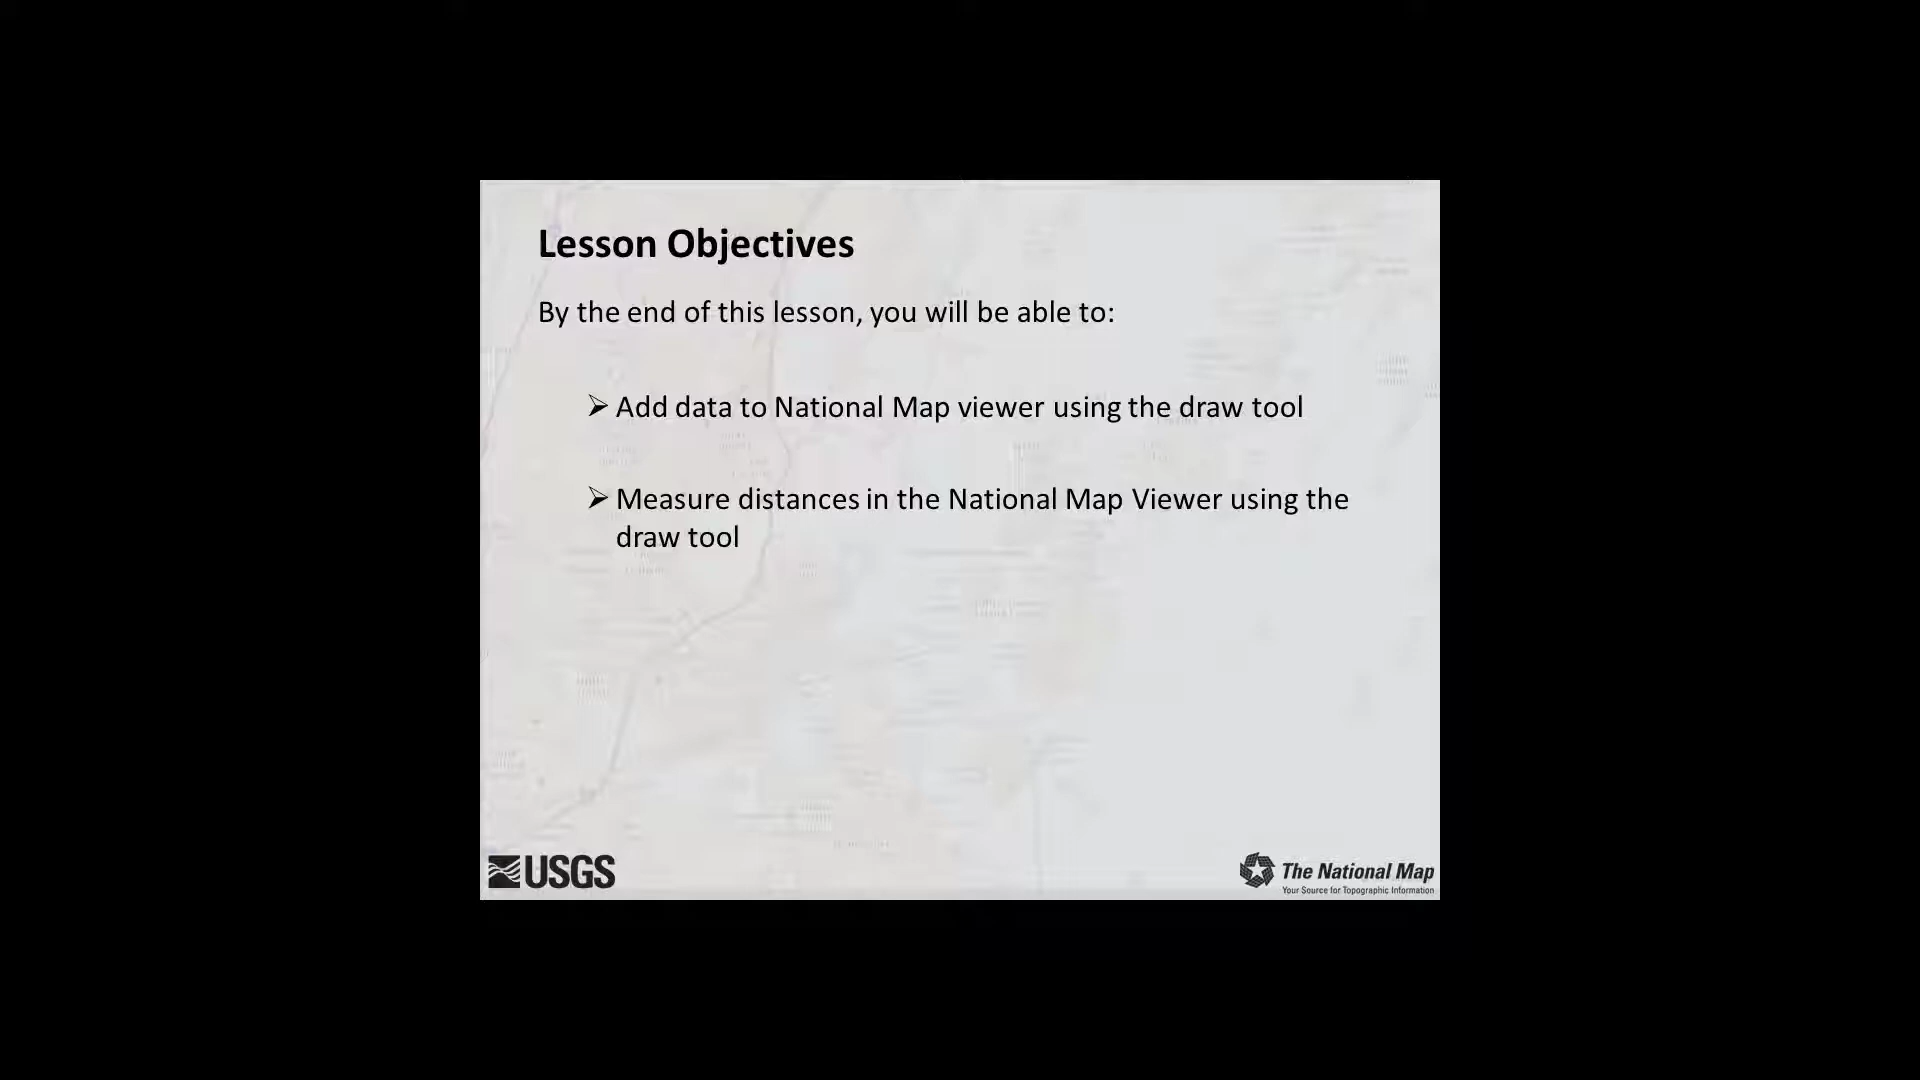 Lesson Objectives
By the end of this lesson, you will be able to:
➢ Add data to National Map viewer using the draw tool
➢ Measure distances in the National Map Viewer using the
draw tool
USGS
The National Map
Your Source for Topographic Information